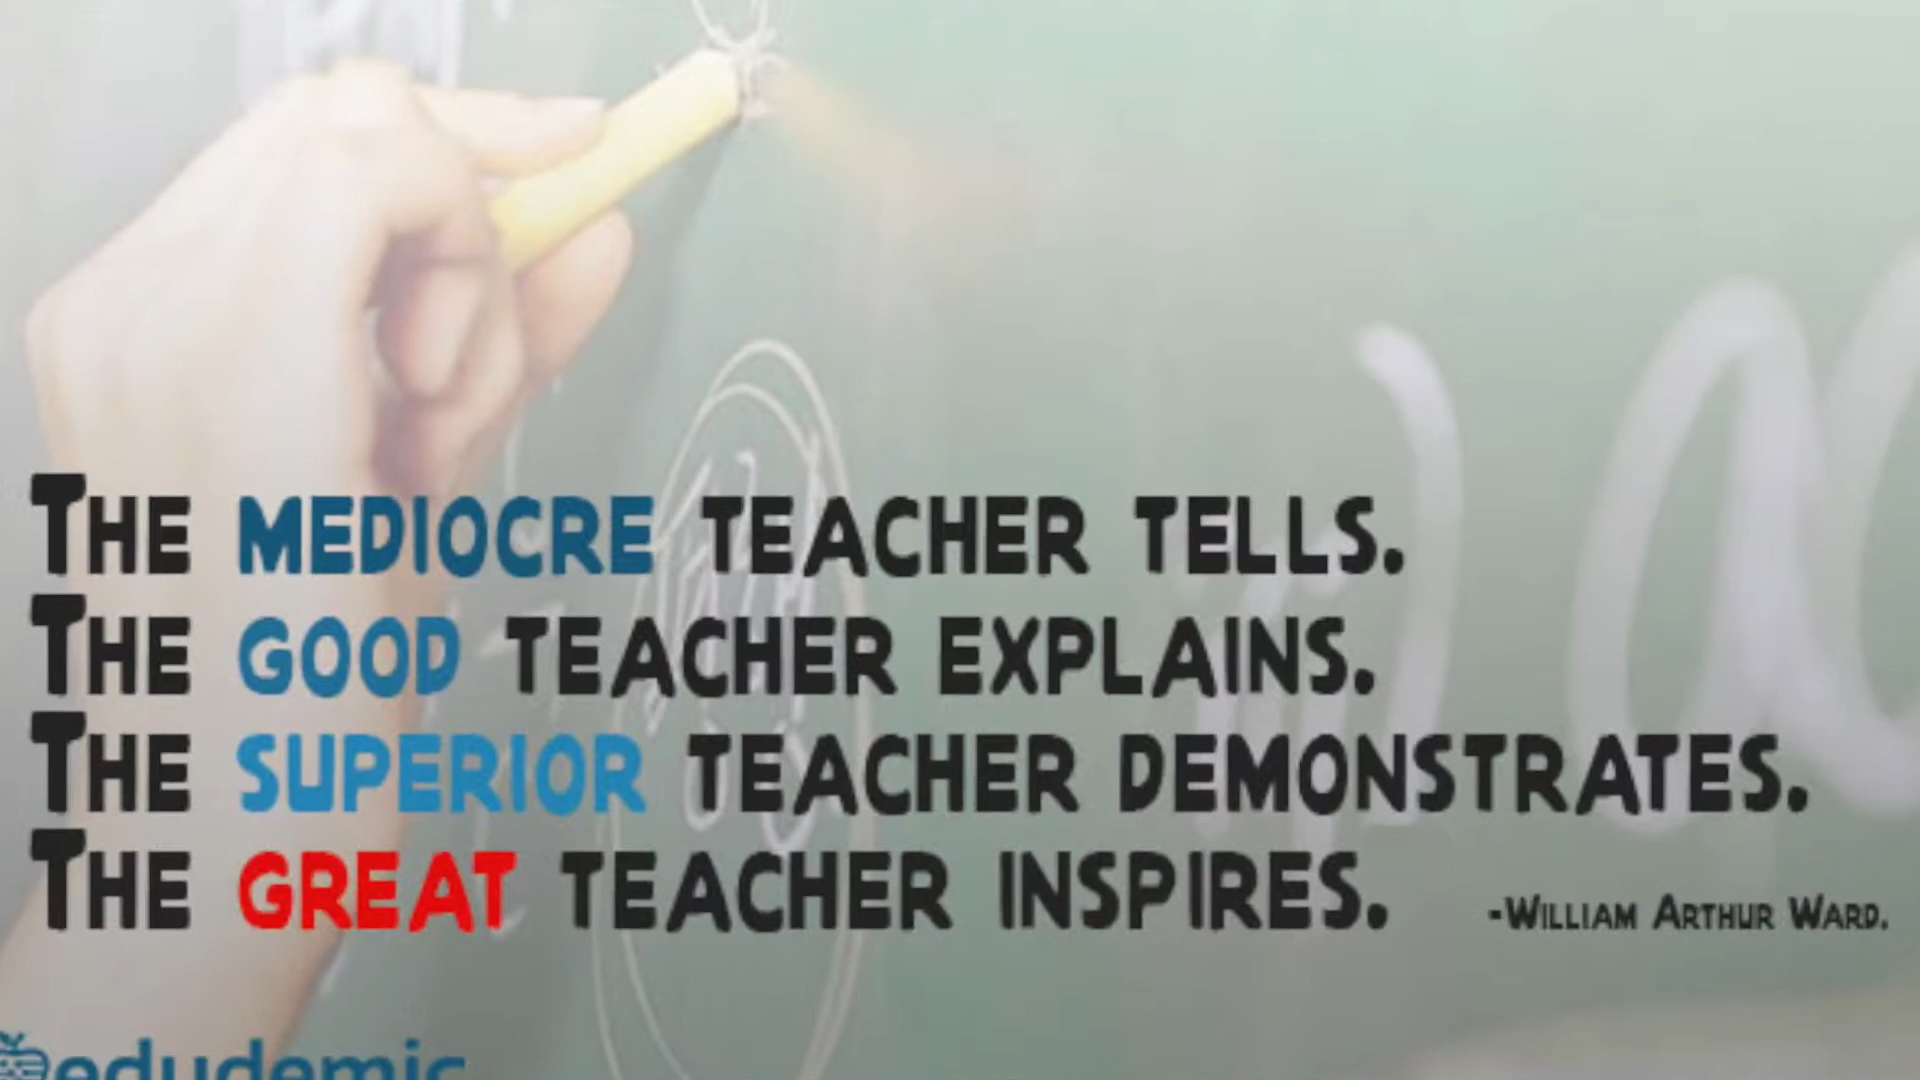 THE MEDIOCRE TEACHER TELLS.
THE GOOD TEACHER EXPLAINS.
THE SUPERIOR TEACHER DEMONSTRATES.
THE GREAT TEACHER INSPIRES. -WILLIAM ARTHUR WARD.
edudemic